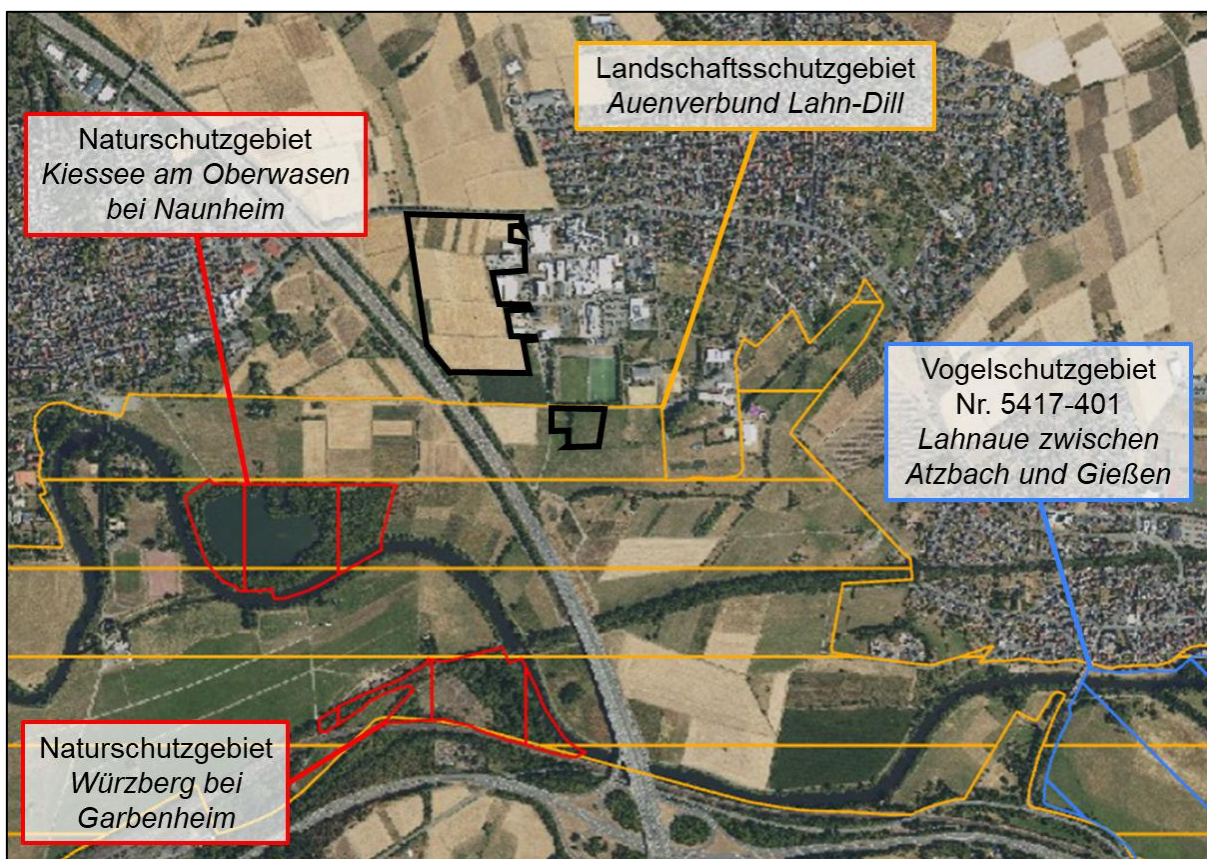 Landschaftsschutzgebiet
Auenverbund Lahn-Dill
Naturschutzgebiet
Kiessee am Oberwasen
bei Naunheim
Vogelschutzgebiet
Nr. 5417-401
Lahnaue zwischen
Atzbach und Gießen
Naturschutzgebiet
Würzberg bei
Garbenheim